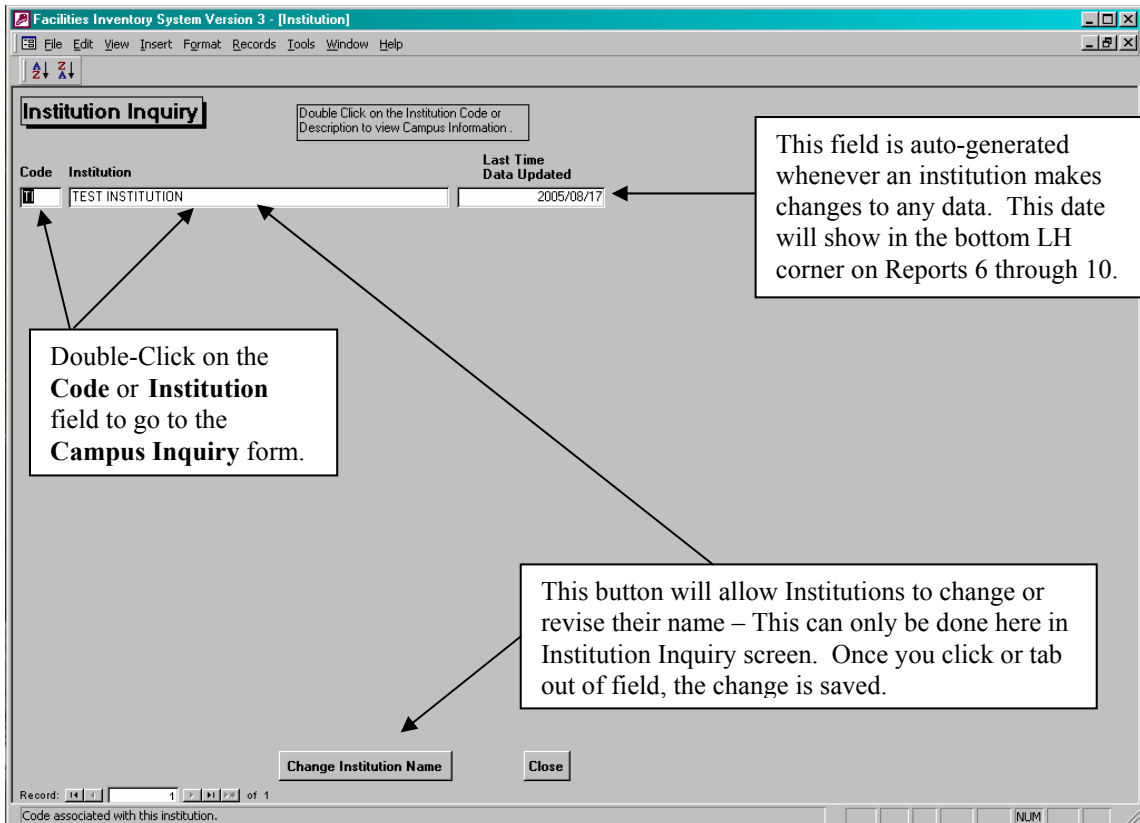 Facilities Inventory System Version 3 - [Institution]
File Edit View Insert Format Records Tools Window Help
Institution Inquiry
Double Click on the Institution Code or
Description to view Campus Information .
Code Institution
Last Time
Data Updated
TI TEST INSTITUTION 2005/08/17
This field is auto-generated
whenever an institution makes
changes to any data. This date
will show in the bottom LH
corner on Reports 6 through 10.
Double-Click on the
Code or Institution
field to go to the
Campus Inquiry form.
This button will allow Institutions to change or
revise their name – This can only be done here in
Institution Inquiry screen. Once you click or tab
out of field, the change is saved.
Change Institution Name Close
Record: 1 of 1
Code associated with this institution. NUM